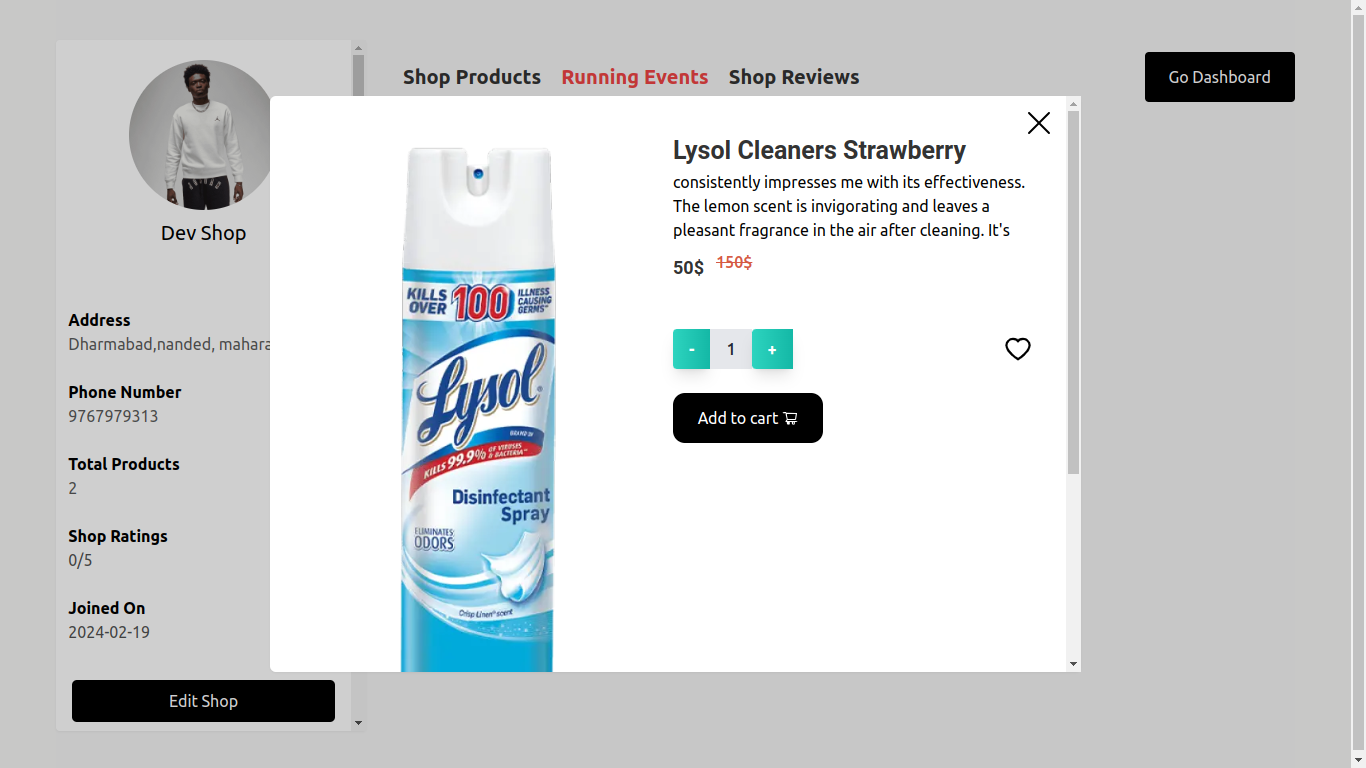 Shop Products Running Events Shop Reviews
Go Dashboard
Dev Shop
Address
Dharmabad,nanded, mahara
Phone Number
9767979313
Total Products
2
Shop Ratings
0/5
Joined On
2024-02-19
Edit Shop
KILLS OVER 100 ILLNESS CAUSING GERMS
Lysol
BRAND III
KILLS 99.9% OF VIRUSES & BACTERIA
Disinfectant
Spray
ELIMINATES
ODORS
Crisp Linen® scent
Lysol Cleaners Strawberry
consistently impresses me with its effectiveness.
The lemon scent is invigorating and leaves a
pleasant fragrance in the air after cleaning. It's
50$ 150$
- 1 +
Add to cart